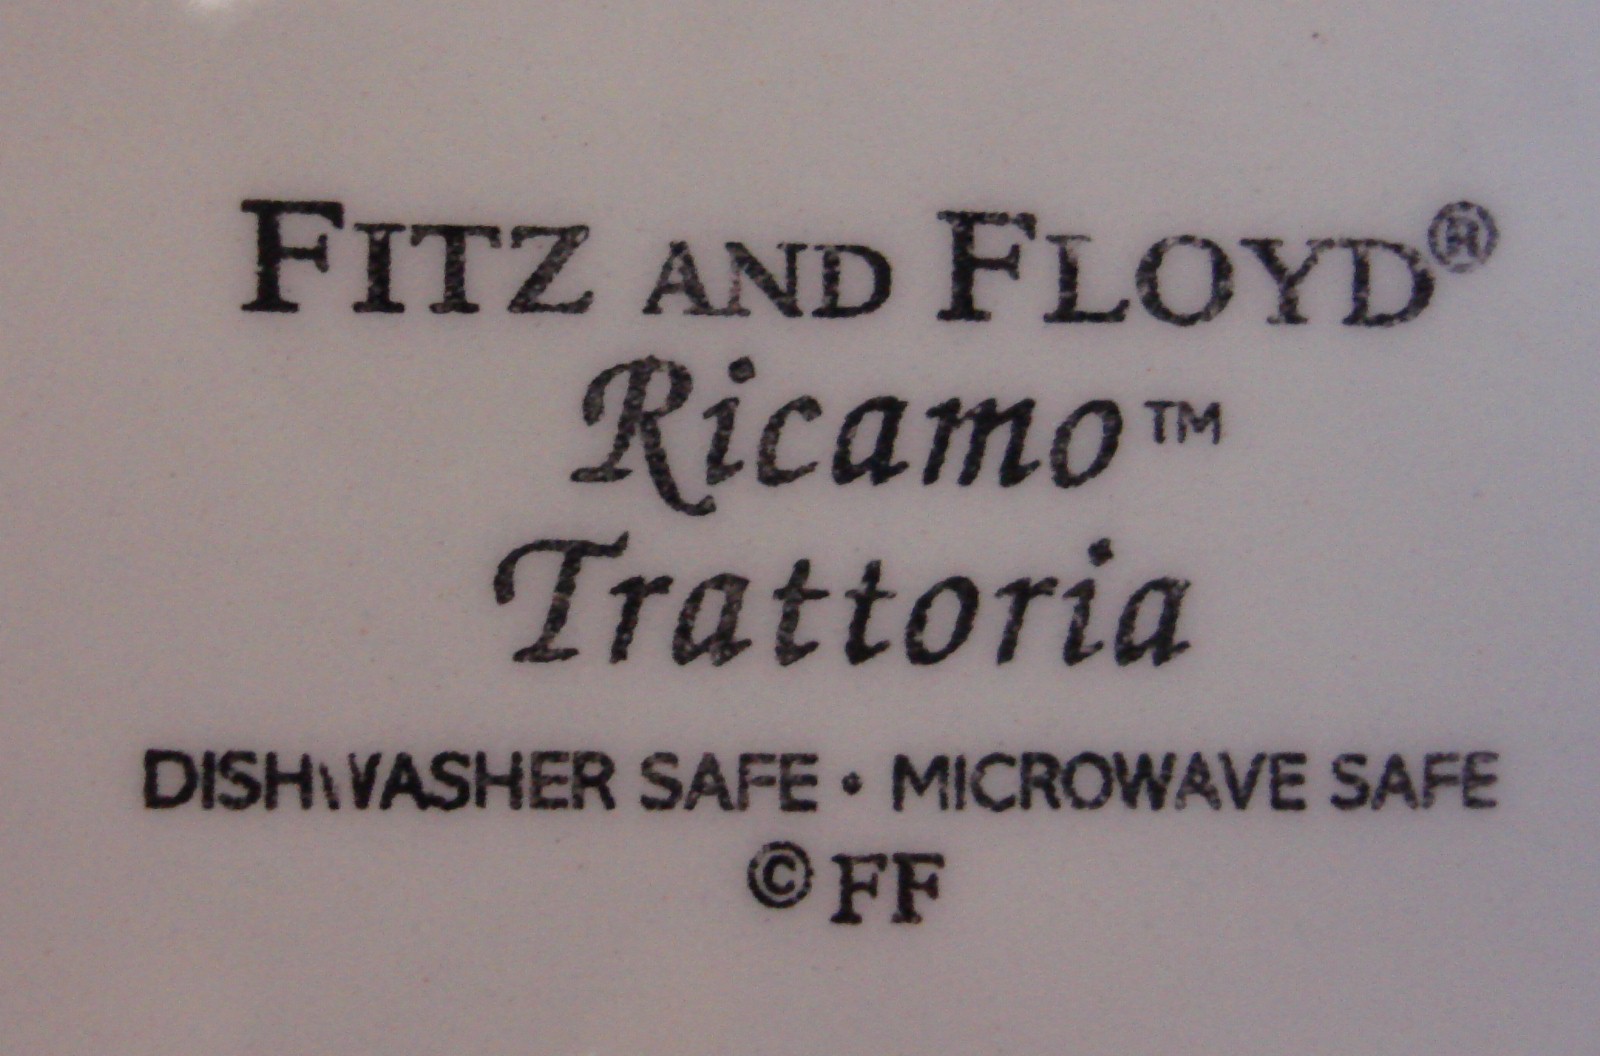 FITZ AND FLOYD®
Ricamo™
Trattoria
DISHWASHER SAFE • MICROWAVE SAFE
© FF